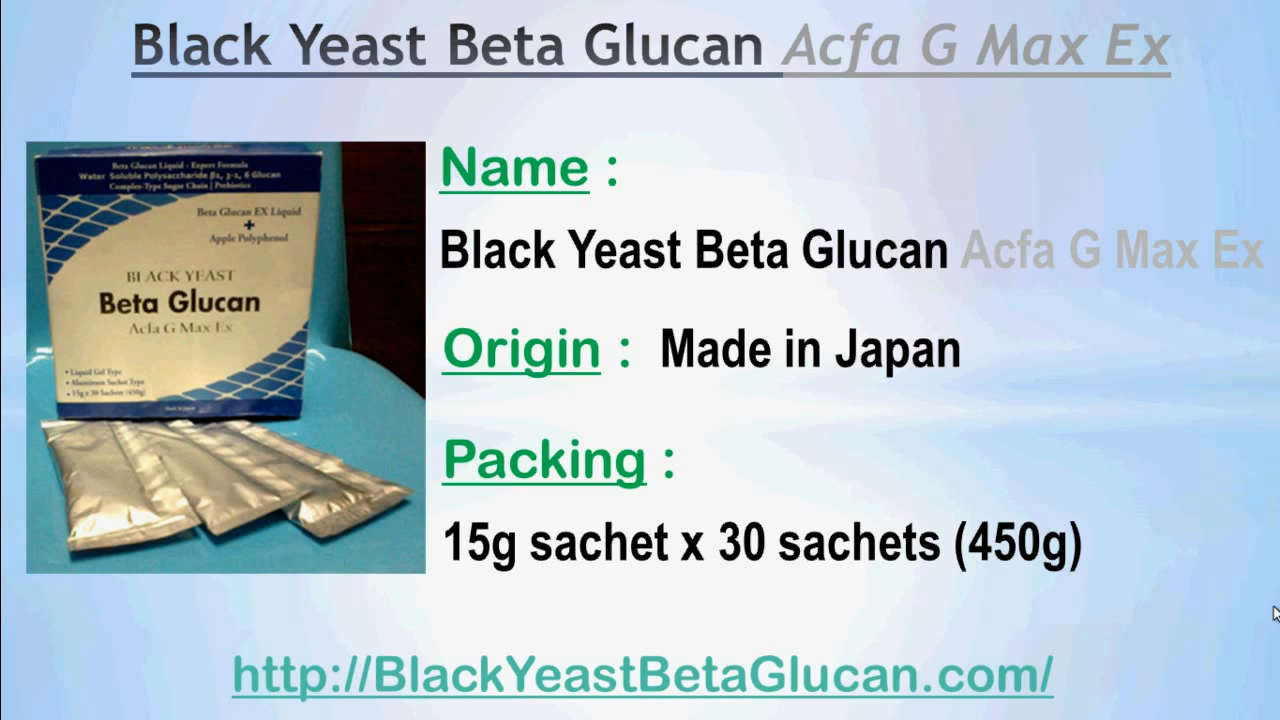 Black Yeast Beta Glucan Acfa G Max Ex
Beta Glucan Liquid - Expert Formula
Water Soluble Polysaccharide β1, 3-1, 6 Glucan
Complex-Type Sugar Chain | Prebiotics
Beta Glucan EX Liquid
+
Apple Polyphenol
BLACK YEAST
Beta Glucan
Acfa G Max Ex
• Liquid Gel Type
• Aluminum Sachet Type
• 15g x 30 Sachets (450g)
Made in Japan
Name :
Black Yeast Beta Glucan Acfa G Max Ex
Origin : Made in Japan
Packing :
15g sachet x 30 sachets (450g)
http://BlackYeastBetaGlucan.com/